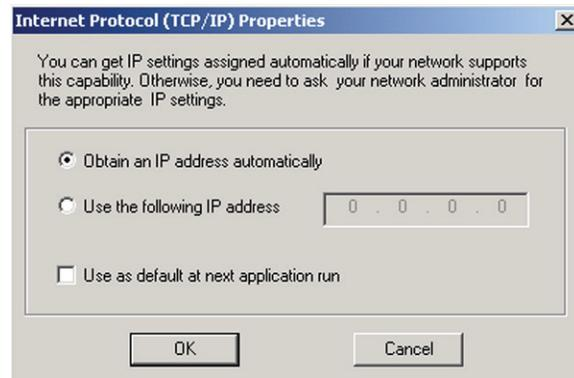 Internet Protocol (TCP/IP) Properties
You can get IP settings assigned automatically if your network supports
this capability. Otherwise, you need to ask your network administrator for
the appropriate IP settings.
Obtain an IP address automatically
Use the following IP address
0 . 0 . 0 . 0
Use as default at next application run
OK
Cancel